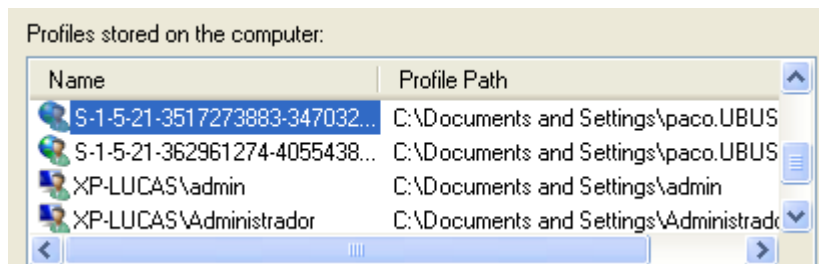 Profiles stored on the computer:
Name Profile Path
S-1-5-21-3517273883-347032... C:\Documents and Settings\paco.UBUS
S-1-5-21-362961274-4055438... C:\Documents and Settings\paco.UBUS
XP-LUCAS\admin C:\Documents and Settings\admin
XP-LUCAS\Administrador C:\Documents and Settings\Administrado